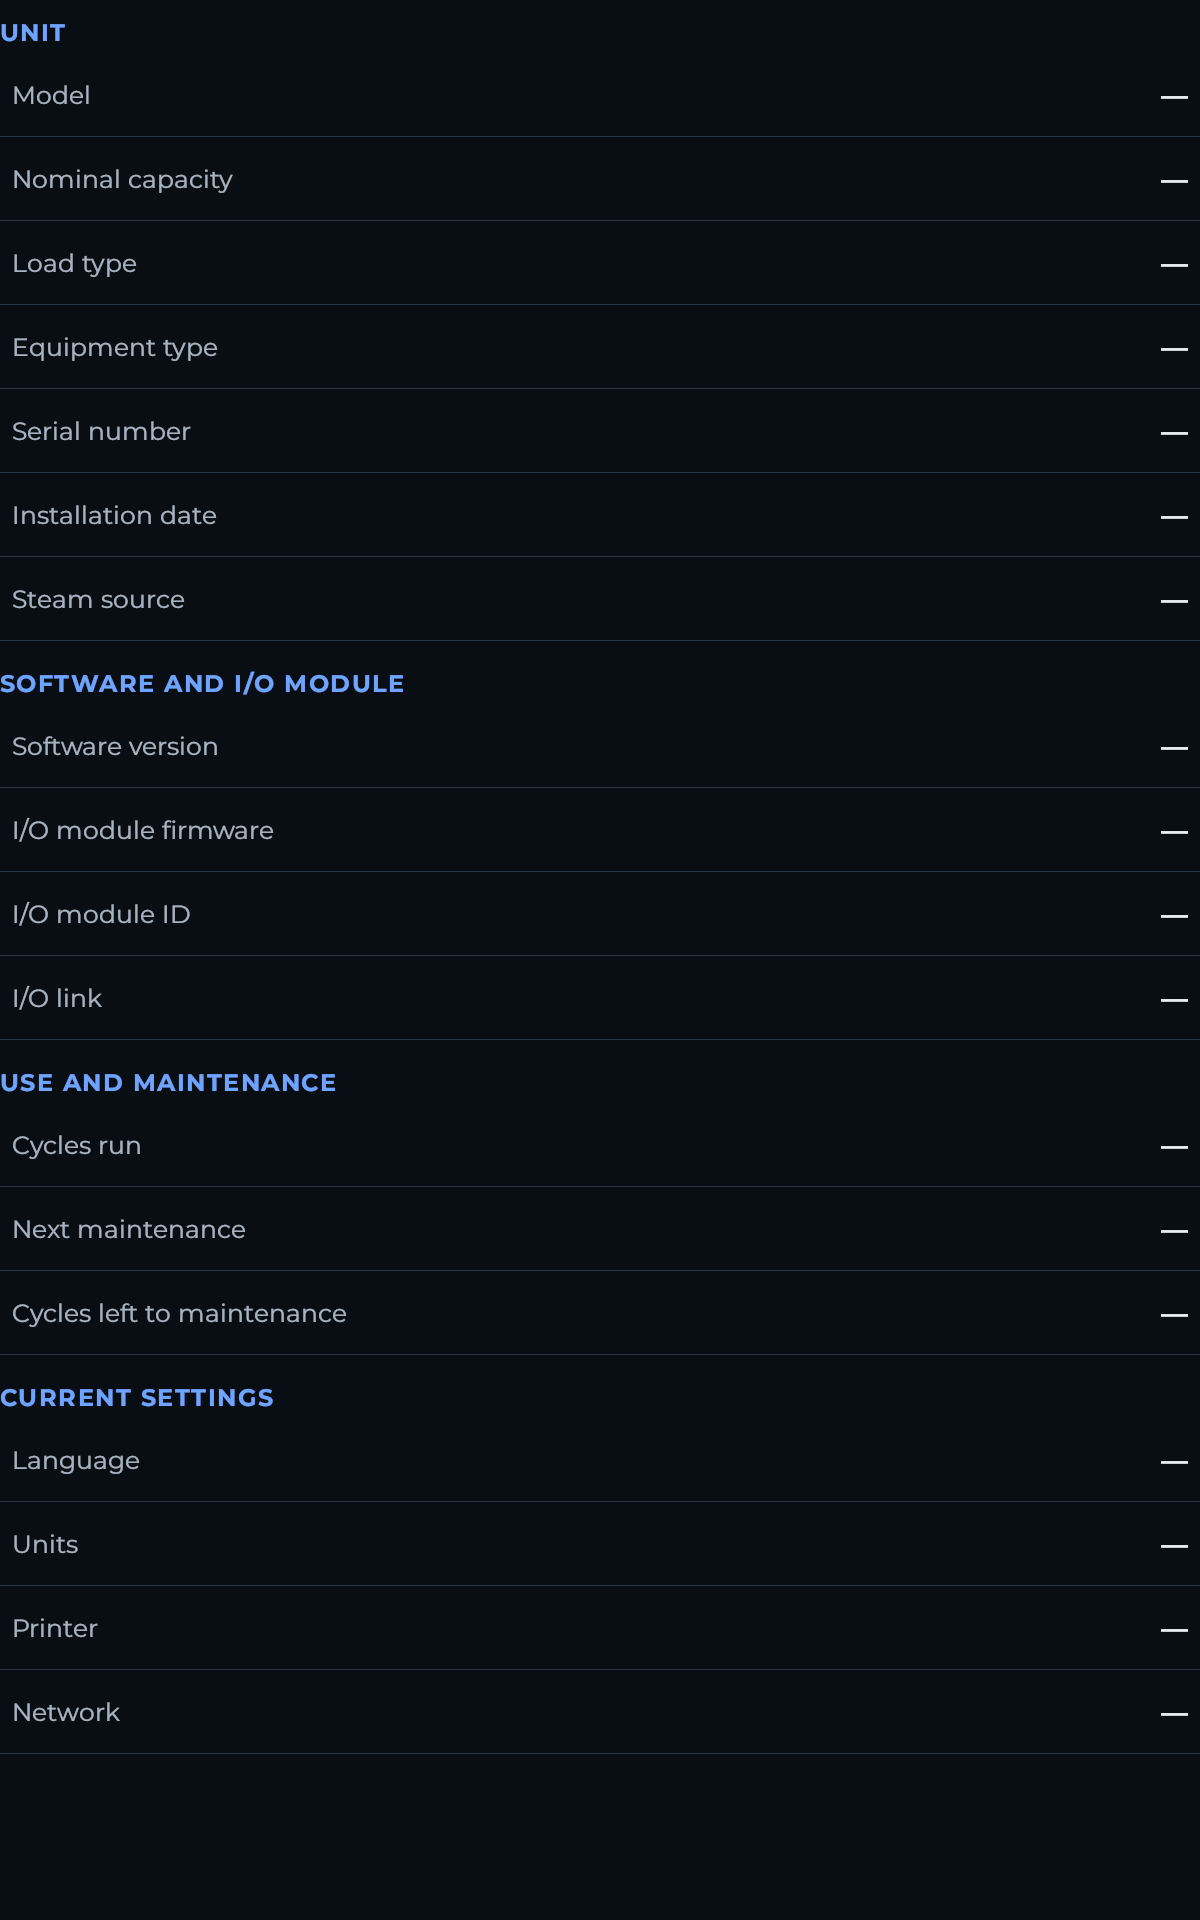 UNIT
Model —
Nominal capacity —
Load type —
Equipment type —
Serial number —
Installation date —
Steam source —
SOFTWARE AND I/O MODULE
Software version —
I/O module firmware —
I/O module ID —
I/O link —
USE AND MAINTENANCE
Cycles run —
Next maintenance —
Cycles left to maintenance —
CURRENT SETTINGS
Language —
Units —
Printer —
Network —